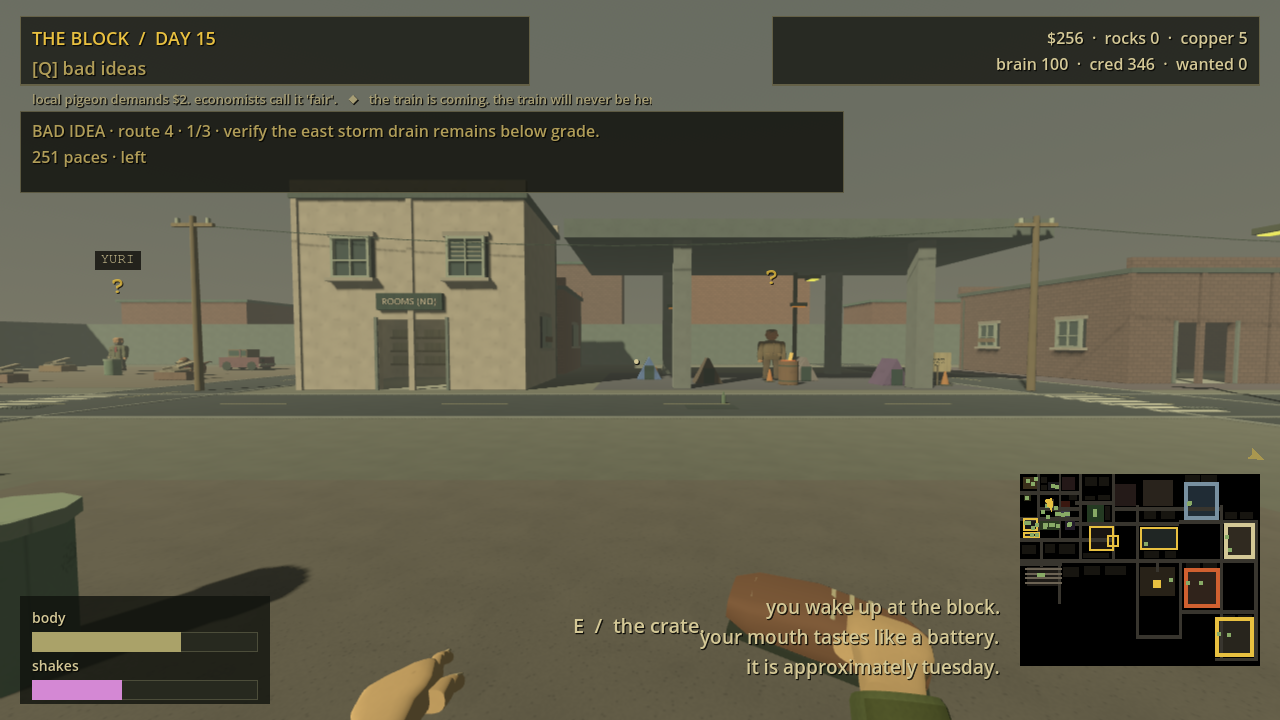 THE BLOCK / DAY 15
[Q] bad ideas
$256 · rocks 0 · copper 5
brain 100 · cred 346 · wanted 0
local pigeon demands $2. economists call it 'fair'. ◆ the train is coming. the train will never be he
BAD IDEA · route 4 · 1/3 · verify the east storm drain remains below grade.
251 paces · left
YURI
?
?
ROOMS (NO)
E / the crate
you wake up at the block.
your mouth tastes like a battery.
it is approximately tuesday.
body
shakes